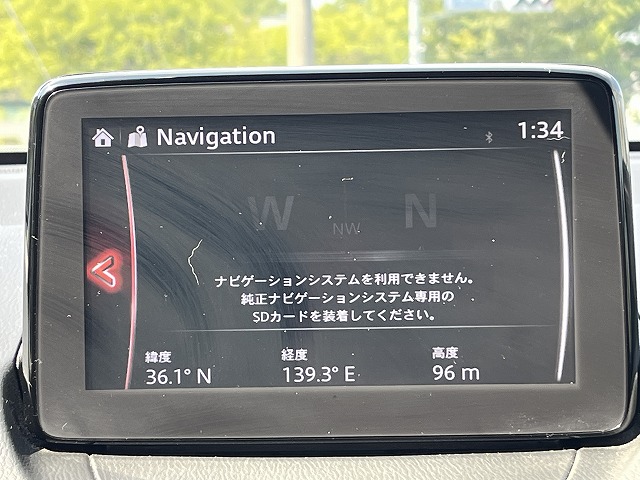 Navigation
1:34
W NW N
ナビゲーションシステムを利用できません。
純正ナビゲーションシステム専用の
SDカードを装着してください。
緯度 経度 高度
36.1° N 139.3° E 96 m